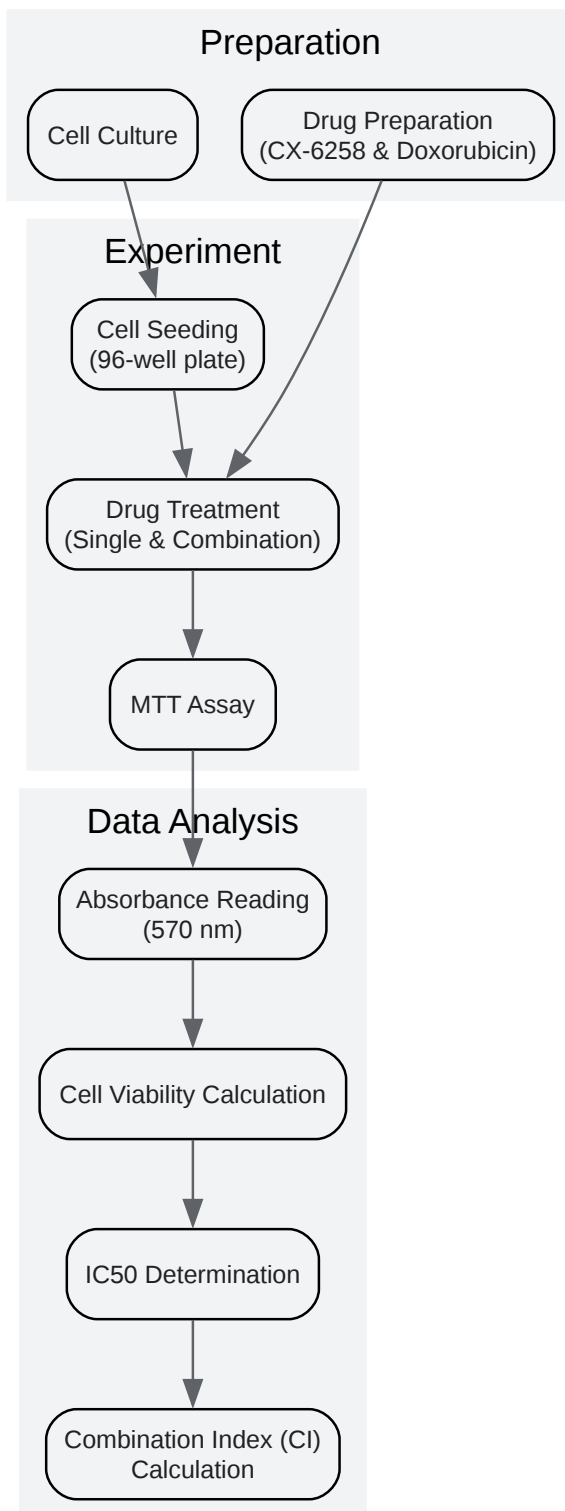 Preparation
Cell Culture
Drug Preparation
(CX-6258 & Doxorubicin)
Experiment
Cell Seeding
(96-well plate)
Drug Treatment
(Single & Combination)
MTT Assay
Data Analysis
Absorbance Reading
(570 nm)
Cell Viability Calculation
IC50 Determination
Combination Index (CI)
Calculation